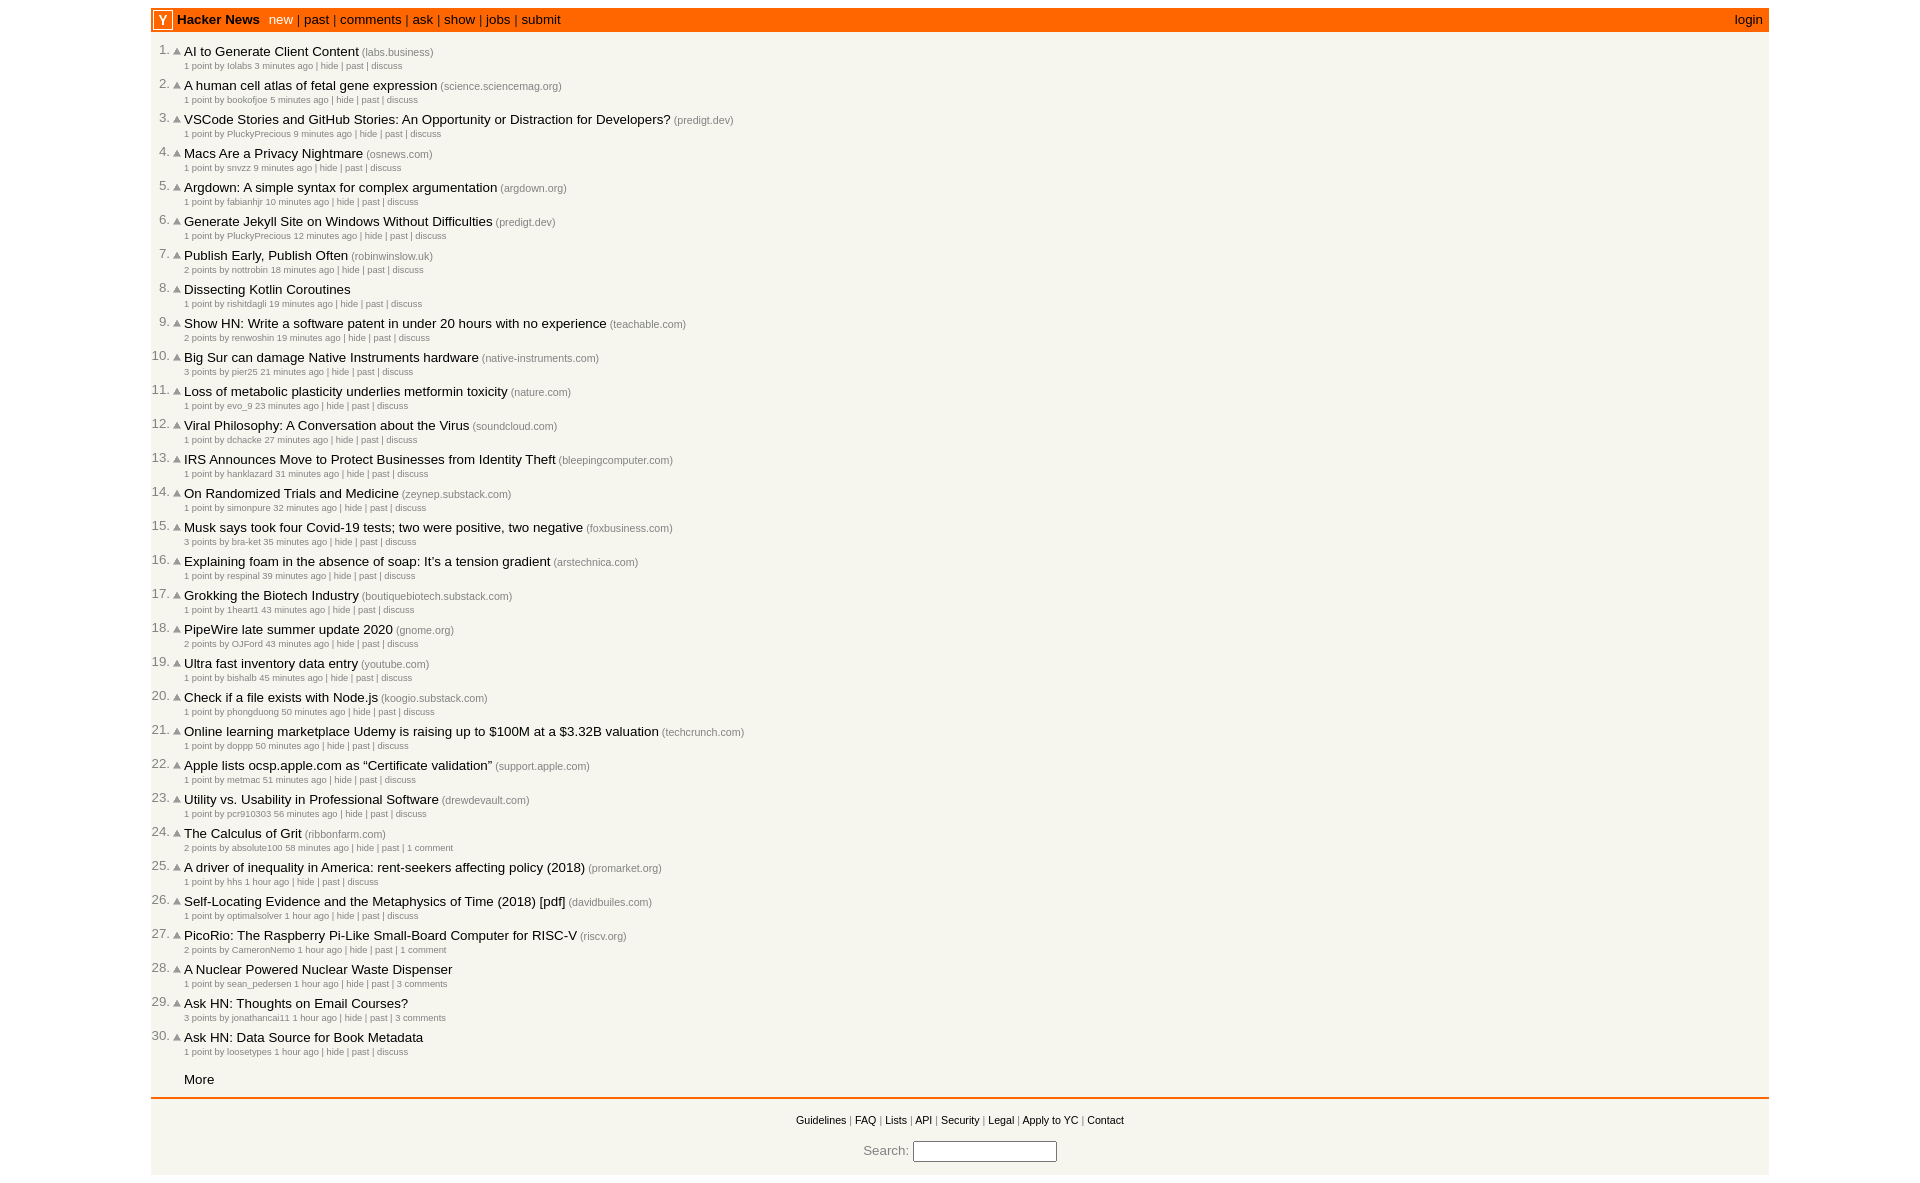 Y Hacker News new | past | comments | ask | show | jobs | submit login
1. AI to Generate Client Content (labs.business)
1 point by lolabs 3 minutes ago | hide | past | discuss
2. A human cell atlas of fetal gene expression (science.sciencemag.org)
1 point by bookofjoe 5 minutes ago | hide | past | discuss
3. VSCode Stories and GitHub Stories: An Opportunity or Distraction for Developers? (predigt.dev)
1 point by PluckyPrecious 9 minutes ago | hide | past | discuss
4. Macs Are a Privacy Nightmare (osnews.com)
1 point by snvzz 9 minutes ago | hide | past | discuss
5. Argdown: A simple syntax for complex argumentation (argdown.org)
1 point by fabianhjr 10 minutes ago | hide | past | discuss
6. Generate Jekyll Site on Windows Without Difficulties (predigt.dev)
1 point by PluckyPrecious 12 minutes ago | hide | past | discuss
7. Publish Early, Publish Often (robinwinslow.uk)
2 points by nottrobin 18 minutes ago | hide | past | discuss
8. Dissecting Kotlin Coroutines
1 point by rishitdagli 19 minutes ago | hide | past | discuss
9. Show HN: Write a software patent in under 20 hours with no experience (teachable.com)
2 points by renwoshin 19 minutes ago | hide | past | discuss
10. Big Sur can damage Native Instruments hardware (native-instruments.com)
3 points by pier25 21 minutes ago | hide | past | discuss
11. Loss of metabolic plasticity underlies metformin toxicity (nature.com)
1 point by evo_9 23 minutes ago | hide | past | discuss
12. Viral Philosophy: A Conversation about the Virus (soundcloud.com)
1 point by dchacke 27 minutes ago | hide | past | discuss
13. IRS Announces Move to Protect Businesses from Identity Theft (bleepingcomputer.com)
1 point by hanklazard 31 minutes ago | hide | past | discuss
14. On Randomized Trials and Medicine (zeynep.substack.com)
1 point by simonpure 32 minutes ago | hide | past | discuss
15. Musk says took four Covid-19 tests; two were positive, two negative (foxbusiness.com)
3 points by bra-ket 35 minutes ago | hide | past | discuss
16. Explaining foam in the absence of soap: It’s a tension gradient (arstechnica.com)
1 point by respinal 39 minutes ago | hide | past | discuss
17. Grokking the Biotech Industry (boutiquebiotech.substack.com)
1 point by 1heart1 43 minutes ago | hide | past | discuss
18. PipeWire late summer update 2020 (gnome.org)
2 points by OJFord 43 minutes ago | hide | past | discuss
19. Ultra fast inventory data entry (youtube.com)
1 point by bishalb 45 minutes ago | hide | past | discuss
20. Check if a file exists with Node.js (koogio.substack.com)
1 point by phongduong 50 minutes ago | hide | past | discuss
21. Online learning marketplace Udemy is raising up to $100M at a $3.32B valuation (techcrunch.com)
1 point by doppp 50 minutes ago | hide | past | discuss
22. Apple lists ocsp.apple.com as “Certificate validation” (support.apple.com)
1 point by metmac 51 minutes ago | hide | past | discuss
23. Utility vs. Usability in Professional Software (drewdevault.com)
1 point by pcr910303 56 minutes ago | hide | past | discuss
24. The Calculus of Grit (ribbonfarm.com)
2 points by absolute100 58 minutes ago | hide | past | 1 comment
25. A driver of inequality in America: rent-seekers affecting policy (2018) (promarket.org)
1 point by hhs 1 hour ago | hide | past | discuss
26. Self-Locating Evidence and the Metaphysics of Time (2018) [pdf] (davidbuiles.com)
1 point by optimalsolver 1 hour ago | hide | past | discuss
27. PicoRio: The Raspberry Pi-Like Small-Board Computer for RISC-V (riscv.org)
2 points by CameronNemo 1 hour ago | hide | past | 1 comment
28. A Nuclear Powered Nuclear Waste Dispenser
1 point by sean_pedersen 1 hour ago | hide | past | 3 comments
29. Ask HN: Thoughts on Email Courses?
3 points by jonathancai11 1 hour ago | hide | past | 3 comments
30. Ask HN: Data Source for Book Metadata
1 point by loosetypes 1 hour ago | hide | past | discuss
More
Guidelines | FAQ | Lists | API | Security | Legal | Apply to YC | Contact
Search: